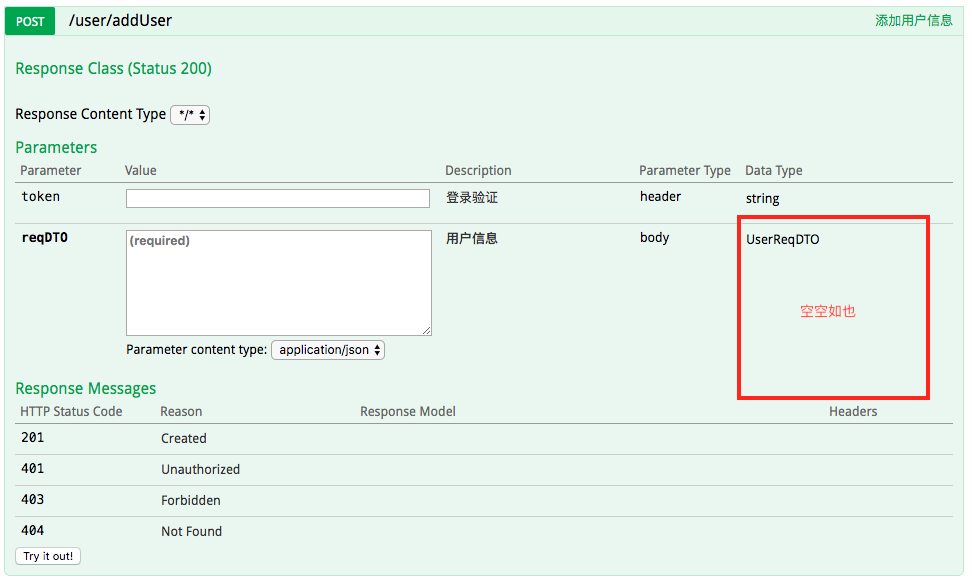 POST /user/addUser 添加用户信息
Response Class (Status 200)
Response Content Type */*
Parameters
Parameter Value Description Parameter Type Data Type
token 登录验证 header string
reqDTO (required) 用户信息 body UserReqDTO
空空如也
Parameter content type: application/json
Response Messages
HTTP Status Code Reason Response Model Headers
201 Created
401 Unauthorized
403 Forbidden
404 Not Found
Try it out!